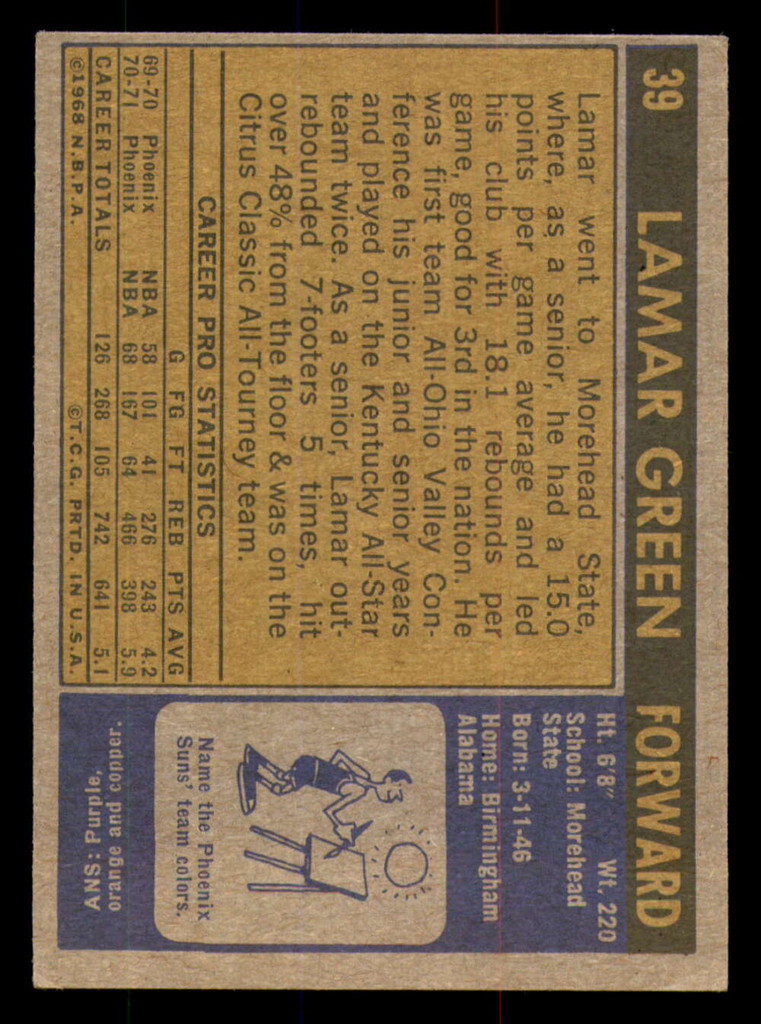 39 LAMAR GREEN FORWARD
Lamar went to Morehead State,
where, as a senior, he had a 15.0
points per game average and led
his club with 18.1 rebounds per
game, good for 3rd in the nation. He
was first team All-Ohio Valley Con-
ference his junior and senior years
and played on the Kentucky All-Star
team twice. As a senior, Lamar out-
rebounded 7-footers 5 times, hit
over 48% from the floor & was on the
Citrus Classic All-Tourney team.
CAREER PRO STATISTICS
G FG FT REB PTS AVG
69-70 Phoenix NBA 58 101 41 276 243 4.2
70-71 Phoenix NBA 68 167 64 466 398 5.9
CAREER TOTALS 126 268 105 742 641 5.1
©1968 N.B.P.A. ©T.C.G. PRTD. IN U.S.A.
Ht. 6'8" Wt. 220
School: Morehead
State
Born: 3-11-46
Home: Birmingham
Alabama
Name the Phoenix
Suns' team colors.
ANS: Purple,
orange and copper.